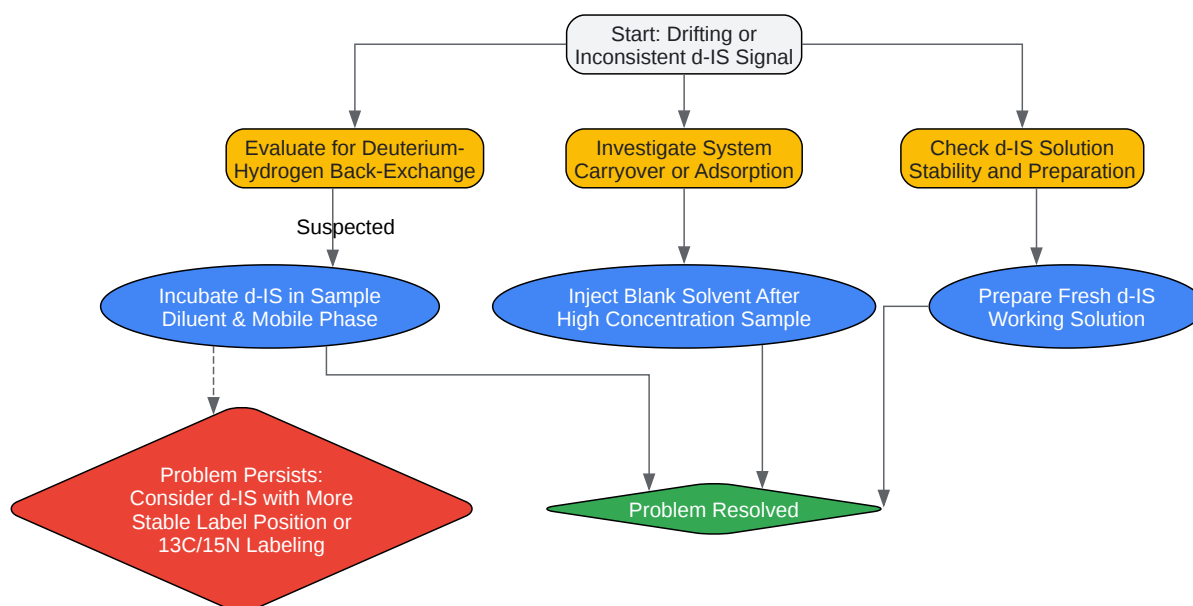 Start: Drifting or
Inconsistent d-IS Signal
Evaluate for Deuterium-
Hydrogen Back-Exchange
Investigate System
Carryover or Adsorption
Check d-IS Solution
Stability and Preparation
Suspected
Incubate d-IS in Sample
Diluent & Mobile Phase
Inject Blank Solvent After
High Concentration Sample
Prepare Fresh d-IS
Working Solution
Problem Persists:
Consider d-IS with More
Stable Label Position or
13C/15N Labeling
Problem Resolved